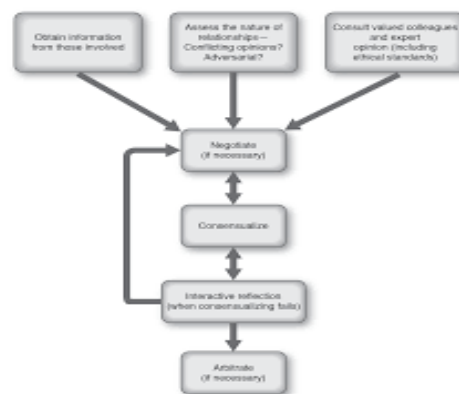 Obtain information
from those involved
Assess the nature of
relationships—
Conflicting opinions?
Adversarial?
Consult valued colleagues
and expert
opinion (including
ethical standards)
Negotiate
(if necessary)
Consensualize
Interactive reflection
(when consensualizing fails)
Arbitrate
(if necessary)